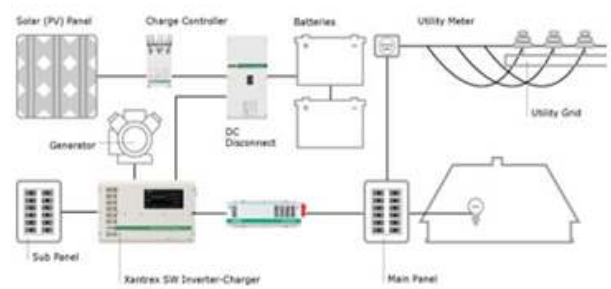 Solar (PV) Panel
Charge Controller
Batteries
Utility Meter
Utility Grid
Generator
DC
Disconnect
Sub Panel
Xantrex SW Inverter-Charger
Main Panel